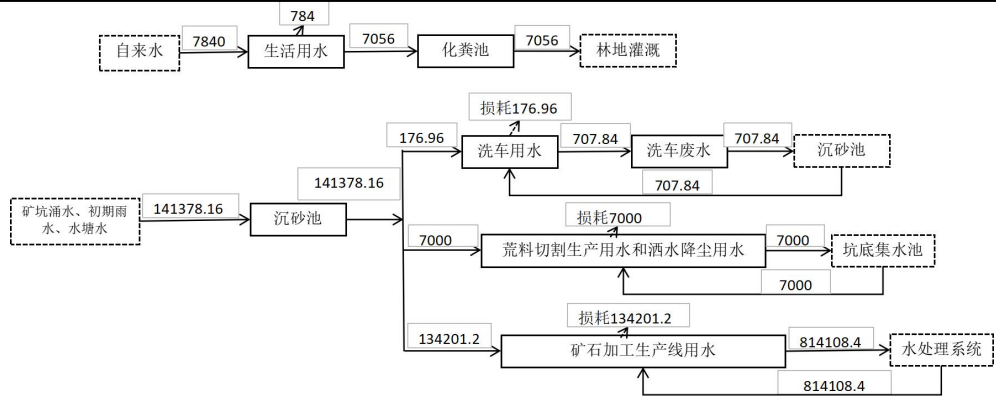 784
自来水
7840
生活用水
7056
化粪池
7056
林地灌溉
损耗176.96
176.96
洗车用水
707.84
洗车废水
707.84
沉砂池
707.84
矿坑涌水、初期雨
水、水塘水
141378.16
沉砂池
141378.16
损耗7000
7000
荒料切割生产用水和洒水降尘用水
7000
坑底集水池
7000
损耗134201.2
134201.2
矿石加工生产线用水
814108.4
水处理系统
814108.4